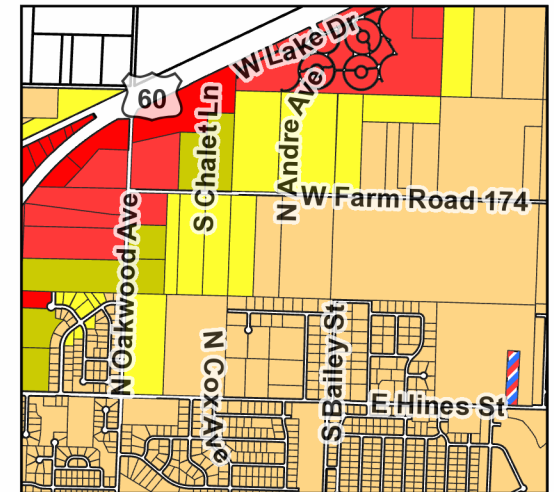 W Lake Dr
60
S Chalet Ln
N Andre Ave
W Farm Road 174
N Oakwood Ave
N Cox Ave
S Bailey St
E Hines St